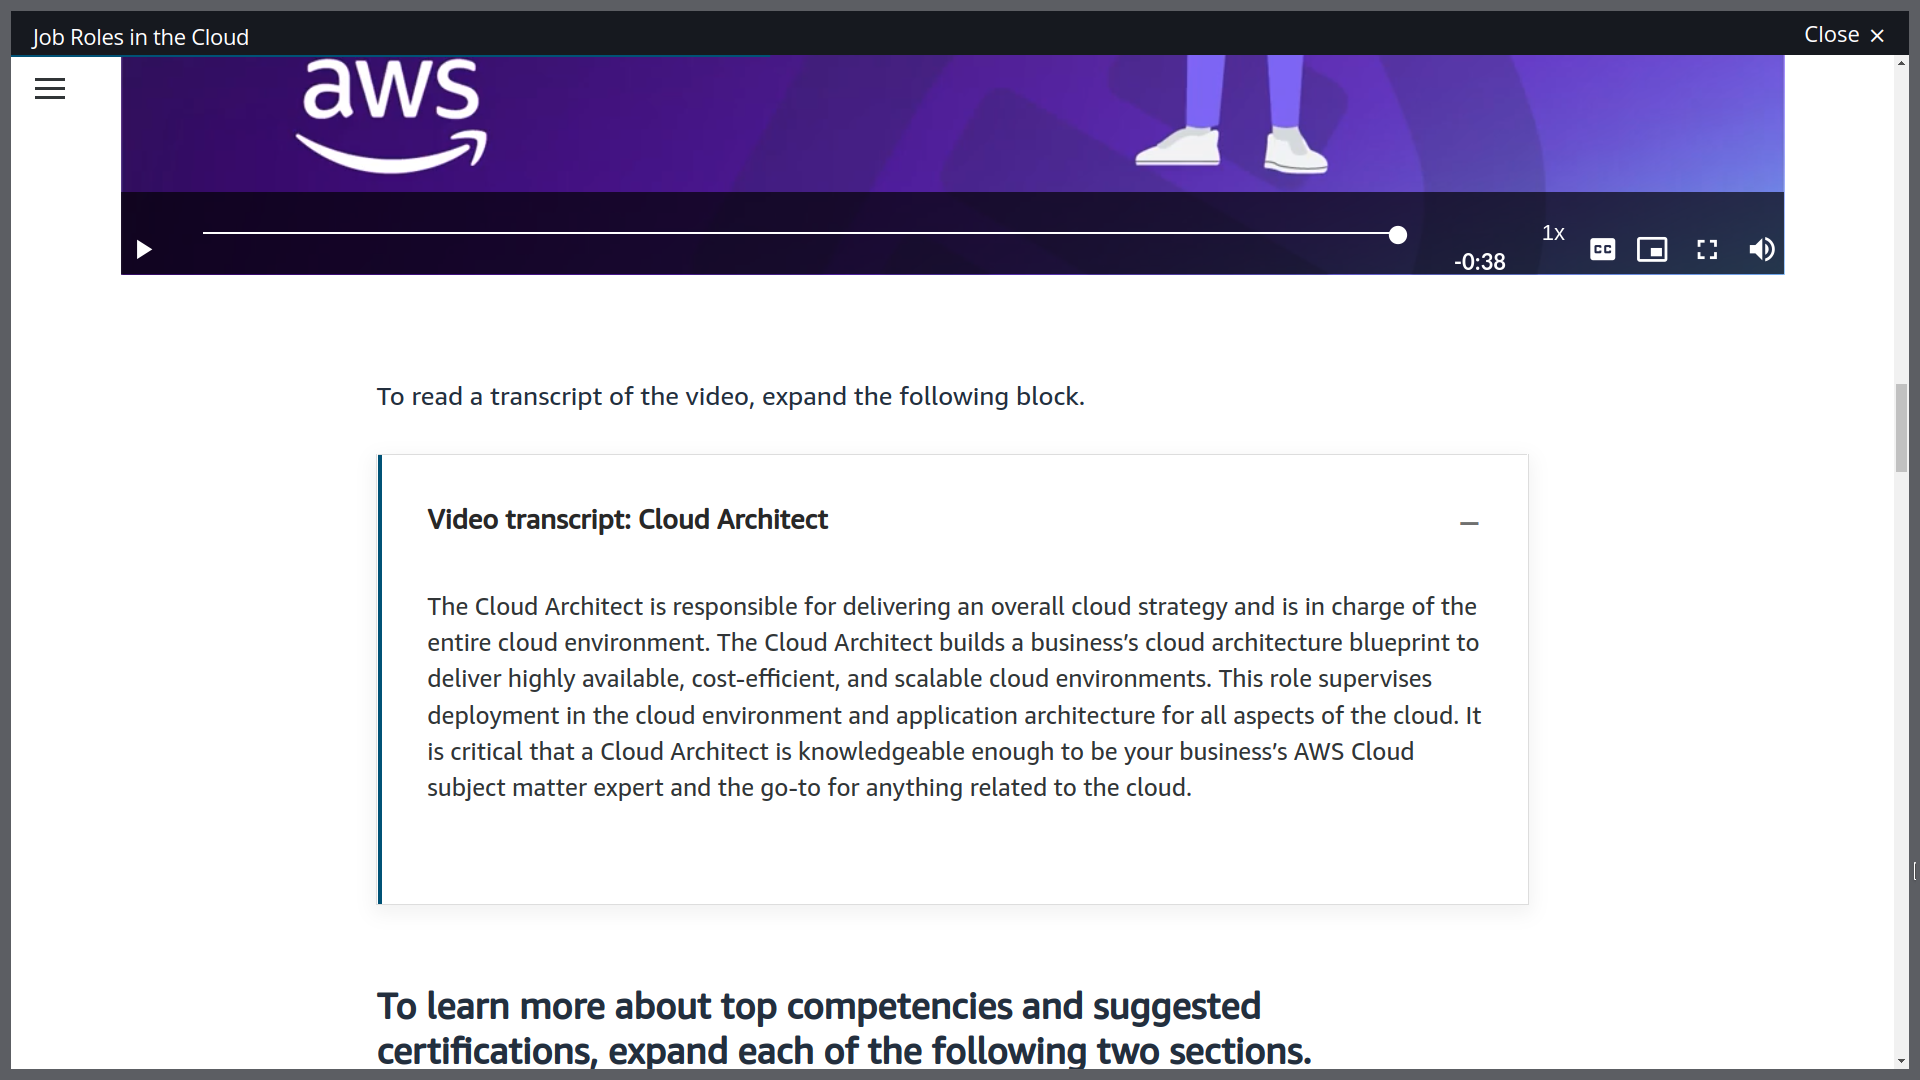 Job Roles in the Cloud
Close ×
aws
-0:38
1x
CC
To read a transcript of the video, expand the following block.
Video transcript: Cloud Architect
The Cloud Architect is responsible for delivering an overall cloud strategy and is in charge of the
entire cloud environment. The Cloud Architect builds a business’s cloud architecture blueprint to
deliver highly available, cost-efficient, and scalable cloud environments. This role supervises
deployment in the cloud environment and application architecture for all aspects of the cloud. It
is critical that a Cloud Architect is knowledgeable enough to be your business’s AWS Cloud
subject matter expert and the go-to for anything related to the cloud.
To learn more about top competencies and suggested
certifications, expand each of the following two sections.